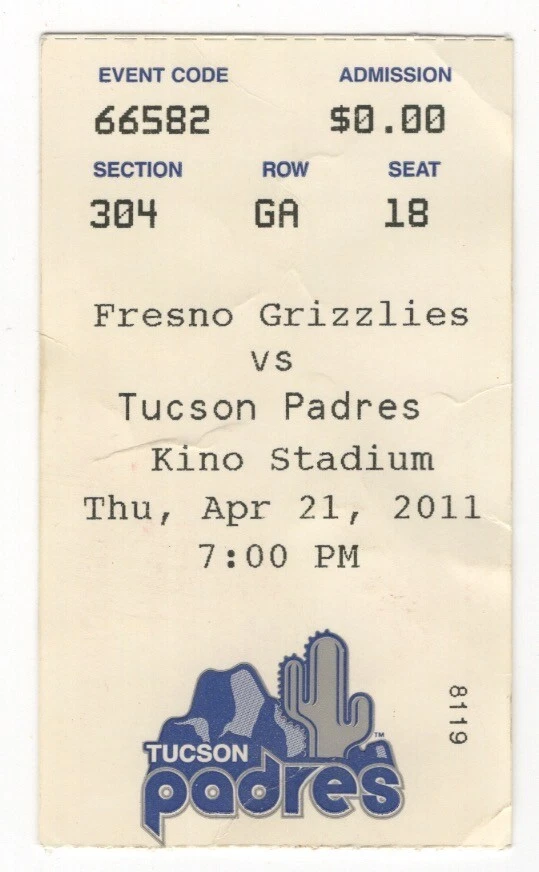 EVENT CODE ADMISSION
66582 $0.00
SECTION ROW SEAT
304 GA 18
Fresno Grizzlies
vs
Tucson Padres
Kino Stadium
Thu, Apr 21, 2011
7:00 PM
8119
TUCSON ™
padres